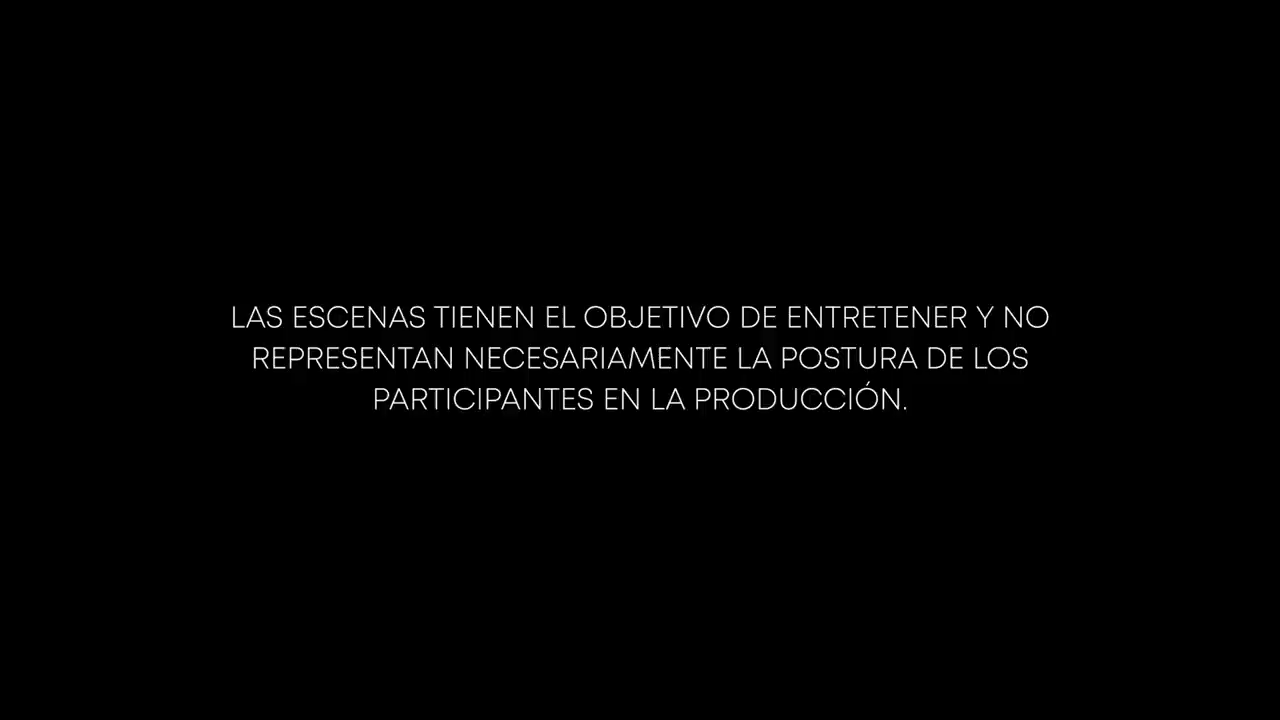 LAS ESCENAS TIENEN EL OBJETIVO DE ENTRETENER Y NO
REPRESENTAN NECESARIAMENTE LA POSTURA DE LOS
PARTICIPANTES EN LA PRODUCCIÓN.